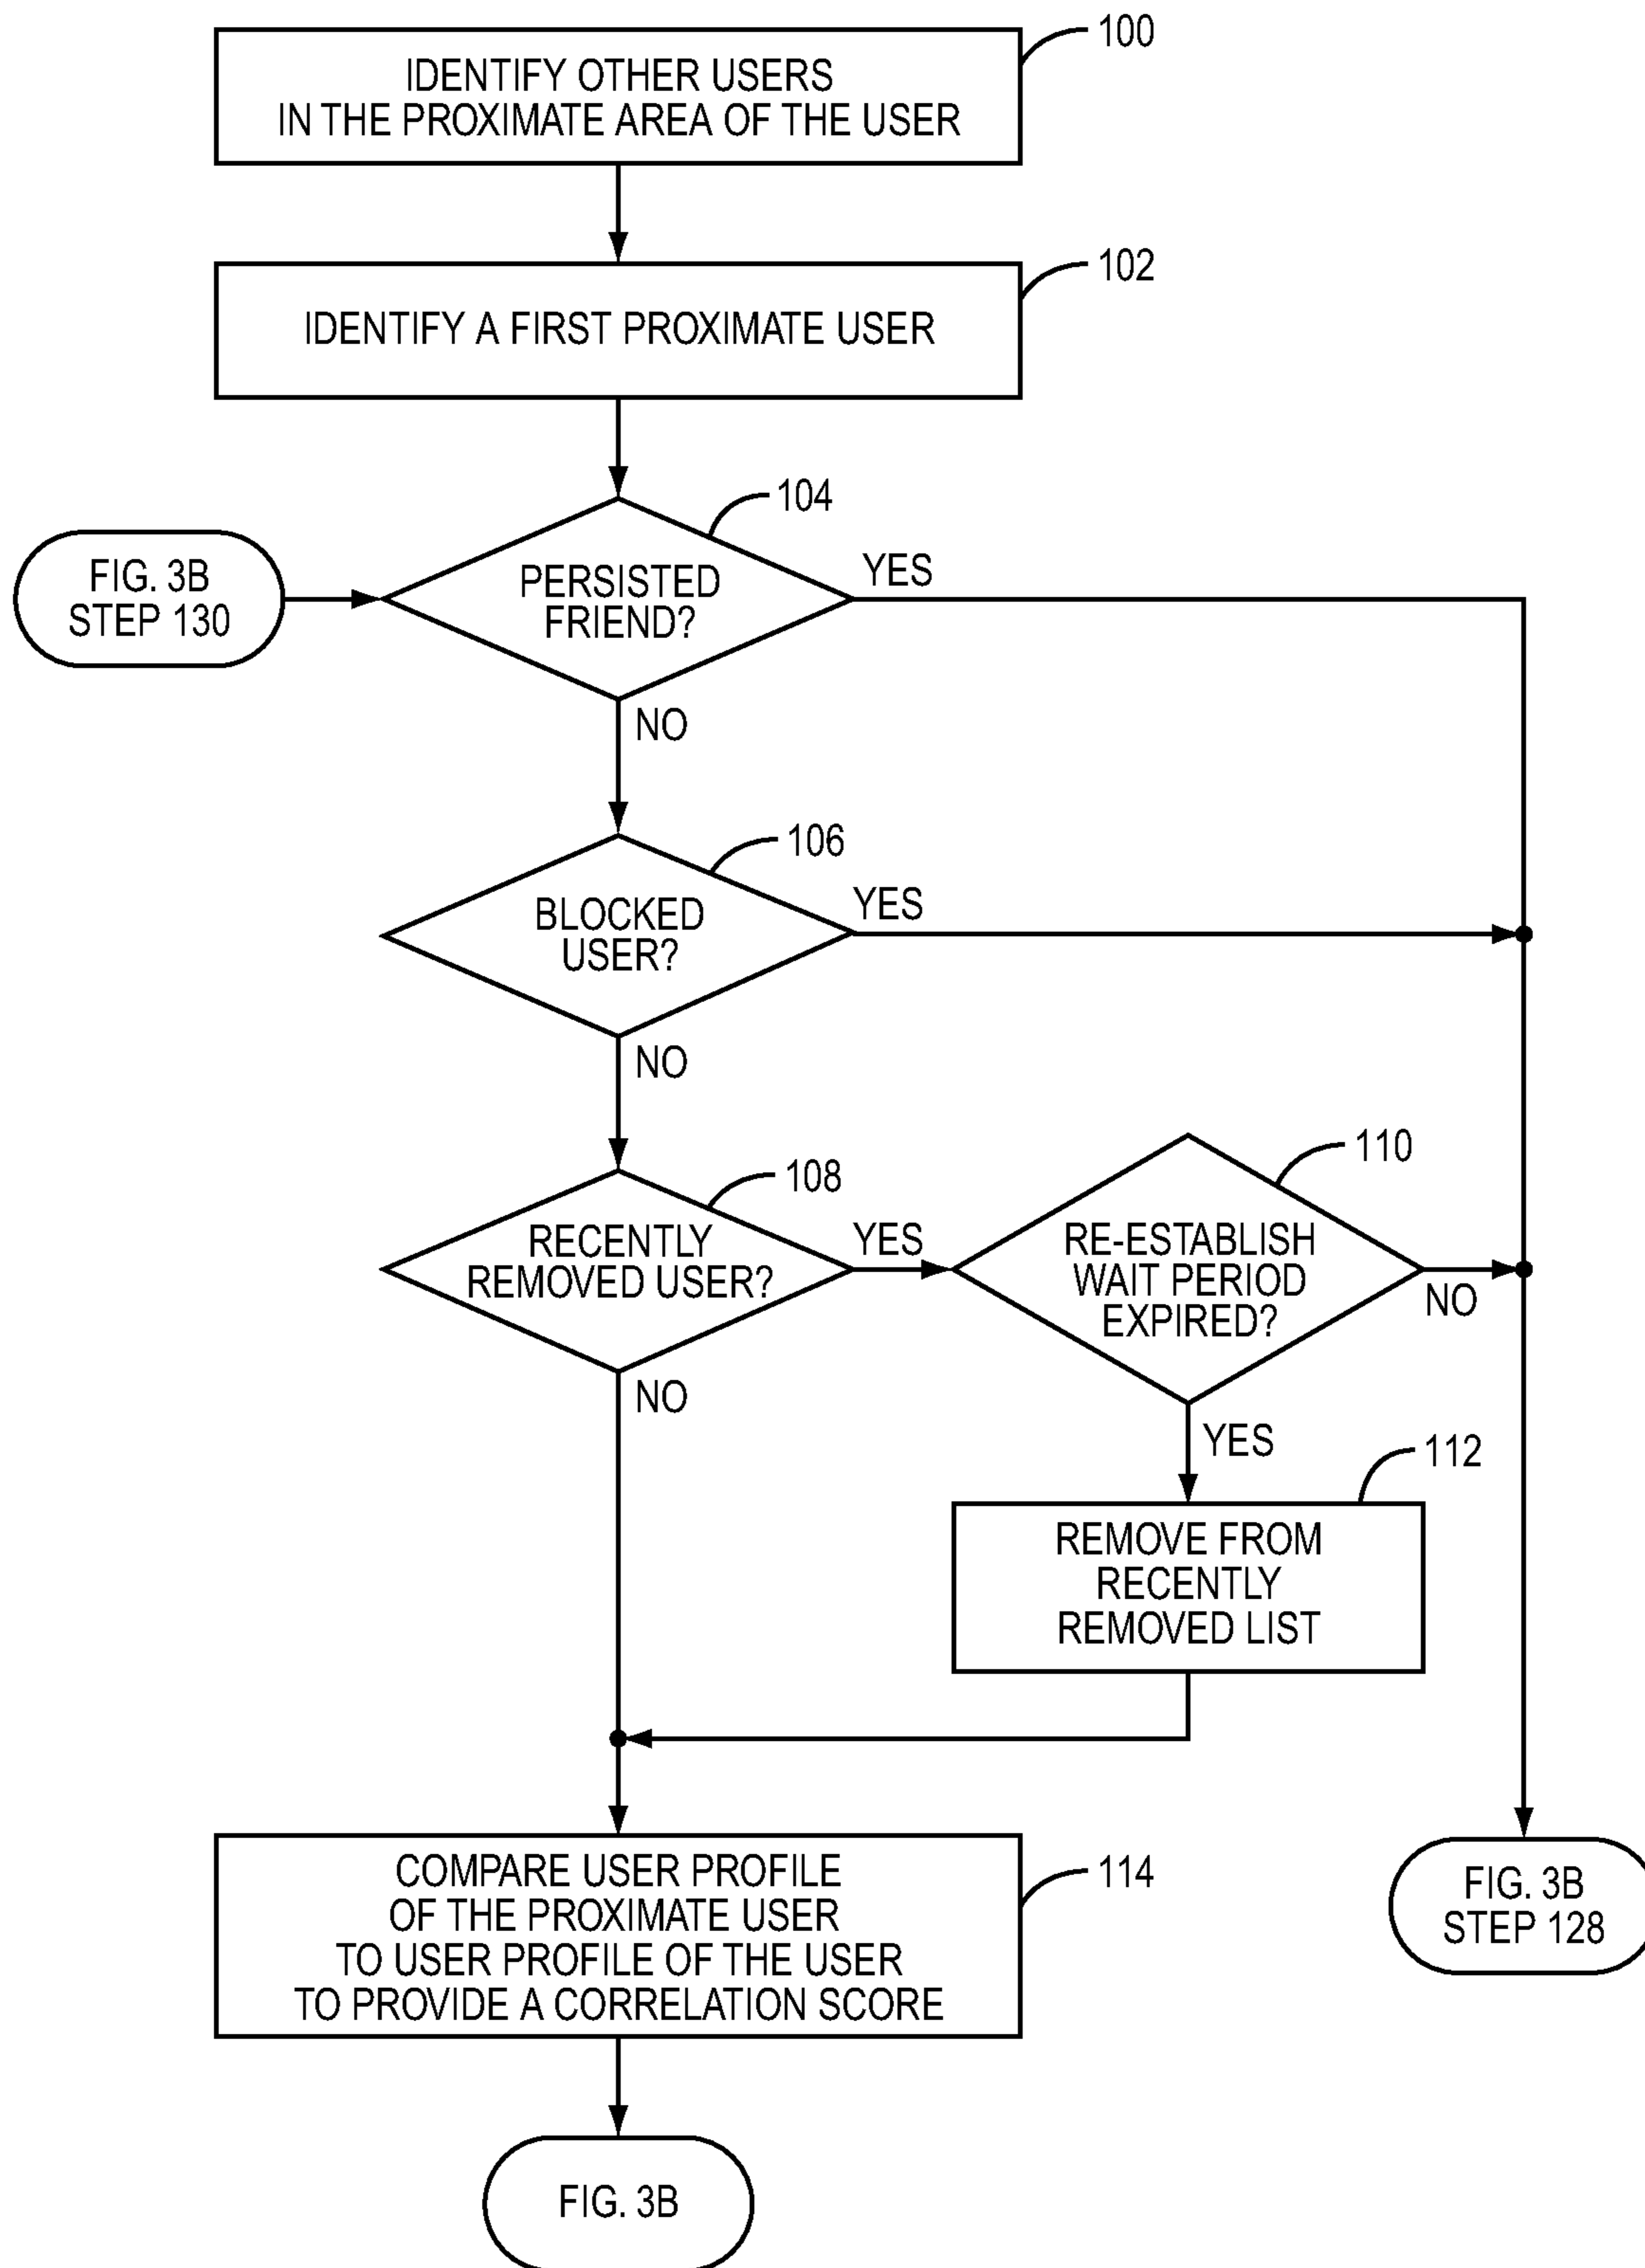 100
IDENTIFY OTHER USERS
IN THE PROXIMATE AREA OF THE USER
102
IDENTIFY A FIRST PROXIMATE USER
104
FIG. 3B
STEP 130
PERSISTED
FRIEND?
YES
NO
106
BLOCKED
USER?
YES
NO
108
RECENTLY
REMOVED USER?
YES
NO
110
RE-ESTABLISH
WAIT PERIOD
EXPIRED?
NO
YES
112
REMOVE FROM
RECENTLY
REMOVED LIST
114
COMPARE USER PROFILE
OF THE PROXIMATE USER
TO USER PROFILE OF THE USER
TO PROVIDE A CORRELATION SCORE
FIG. 3B
STEP 128
FIG. 3B